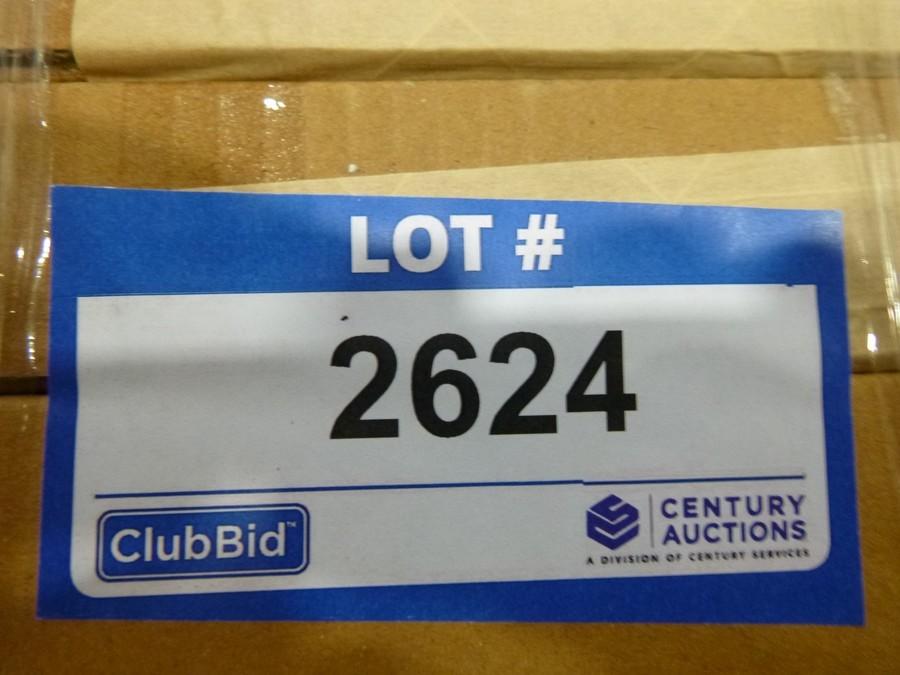 LOT #
2624
ClubBid™
CENTURY
AUCTIONS
A DIVISION OF CENTURY SERVICES